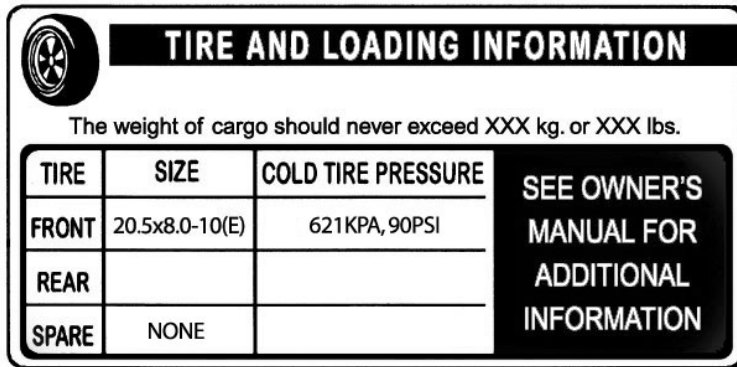 TIRE AND LOADING INFORMATION
The weight of cargo should never exceed XXX kg. or XXX lbs.
TIRE SIZE COLD TIRE PRESSURE
FRONT 20.5x8.0-10(E) 621KPA, 90PSI
REAR
SPARE NONE
SEE OWNER'S
MANUAL FOR
ADDITIONAL
INFORMATION